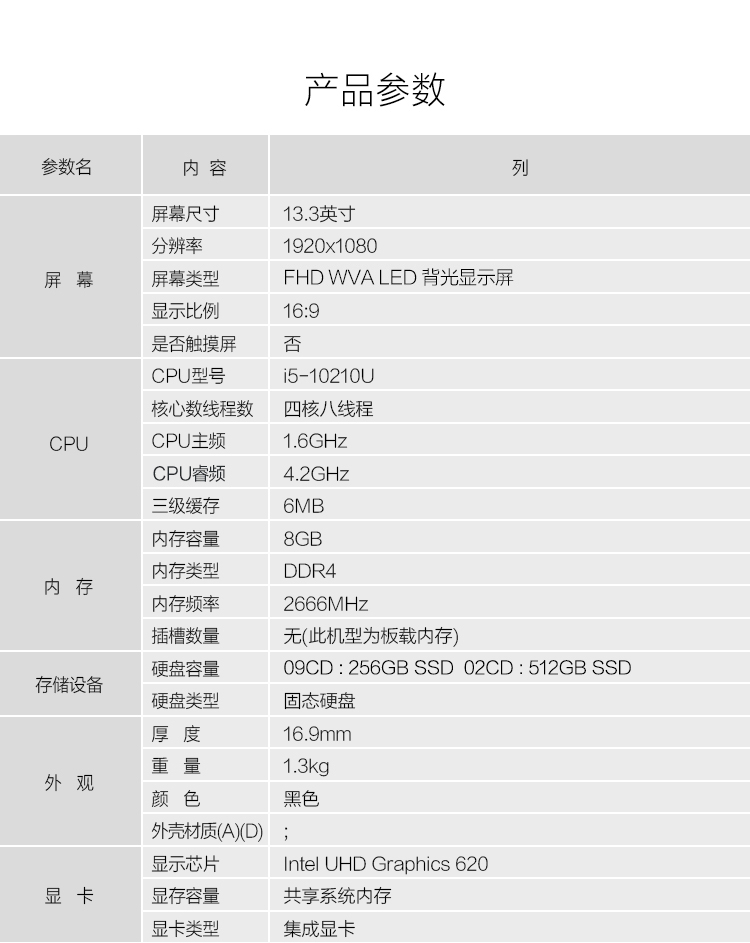 产品参数
参数名 内 容 列
屏 幕
屏幕尺寸 13.3英寸
分辨率 1920x1080
屏幕类型 FHD WVA LED 背光显示屏
显示比例 16:9
是否触摸屏 否
CPU
CPU型号 i5-10210U
核心数线程数 四核八线程
CPU主频 1.6GHz
CPU睿频 4.2GHz
三级缓存 6MB
内 存
内存容量 8GB
内存类型 DDR4
内存频率 2666MHz
插槽数量 无(此机型为板载内存)
存储设备
硬盘容量 09CD : 256GB SSD 02CD : 512GB SSD
硬盘类型 固态硬盘
外 观
厚 度 16.9mm
重 量 1.3kg
颜 色 黑色
外壳材质(A)(D) ;
显 卡
显示芯片 Intel UHD Graphics 620
显存容量 共享系统内存
显卡类型 集成显卡